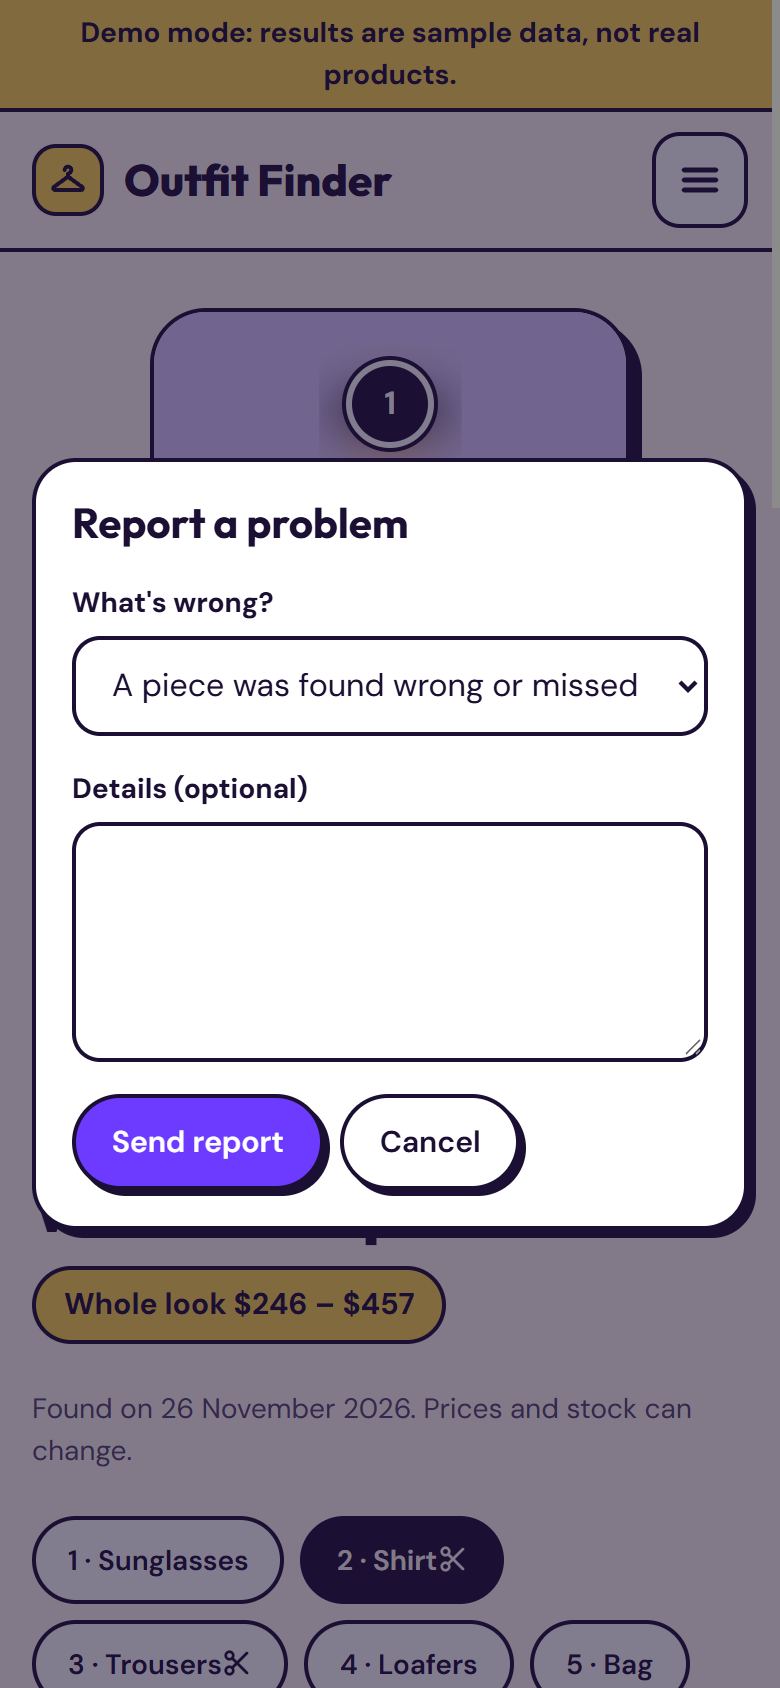 Demo mode: results are sample data, not real
products.
Outfit Finder
1
Report a problem
What's wrong?
A piece was found wrong or missed
Details (optional)
Send report
Cancel
Whole look $246 – $457
Found on 26 November 2026. Prices and stock can
change.
1 · Sunglasses
2 · Shirt
3 · Trousers
4 · Loafers
5 · Bag